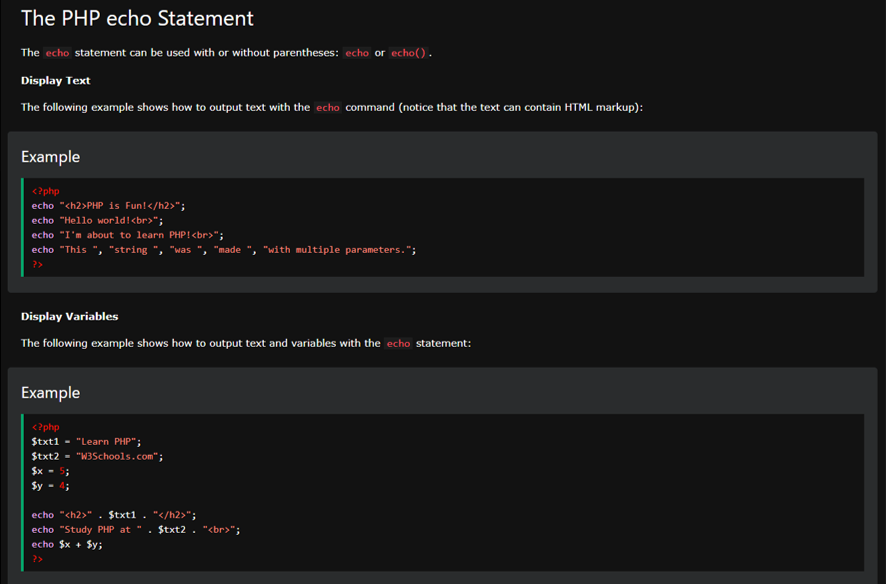 The PHP echo Statement
The echo statement can be used with or without parentheses: echo or echo().
Display Text
The following example shows how to output text with the echo command (notice that the text can contain HTML markup):
Example
<?php
echo "<h2>PHP is Fun!</h2>";
echo "Hello world!<br>";
echo "I'm about to learn PHP!<br>";
echo "This ", "string ", "was ", "made ", "with multiple parameters.";
?>
Display Variables
The following example shows how to output text and variables with the echo statement:
Example
<?php
$txt1 = "Learn PHP";
$txt2 = "W3Schools.com";
$x = 5;
$y = 4;
echo "<h2>" . $txt1 . "</h2>";
echo "Study PHP at " . $txt2 . "<br>";
echo $x + $y;
?>